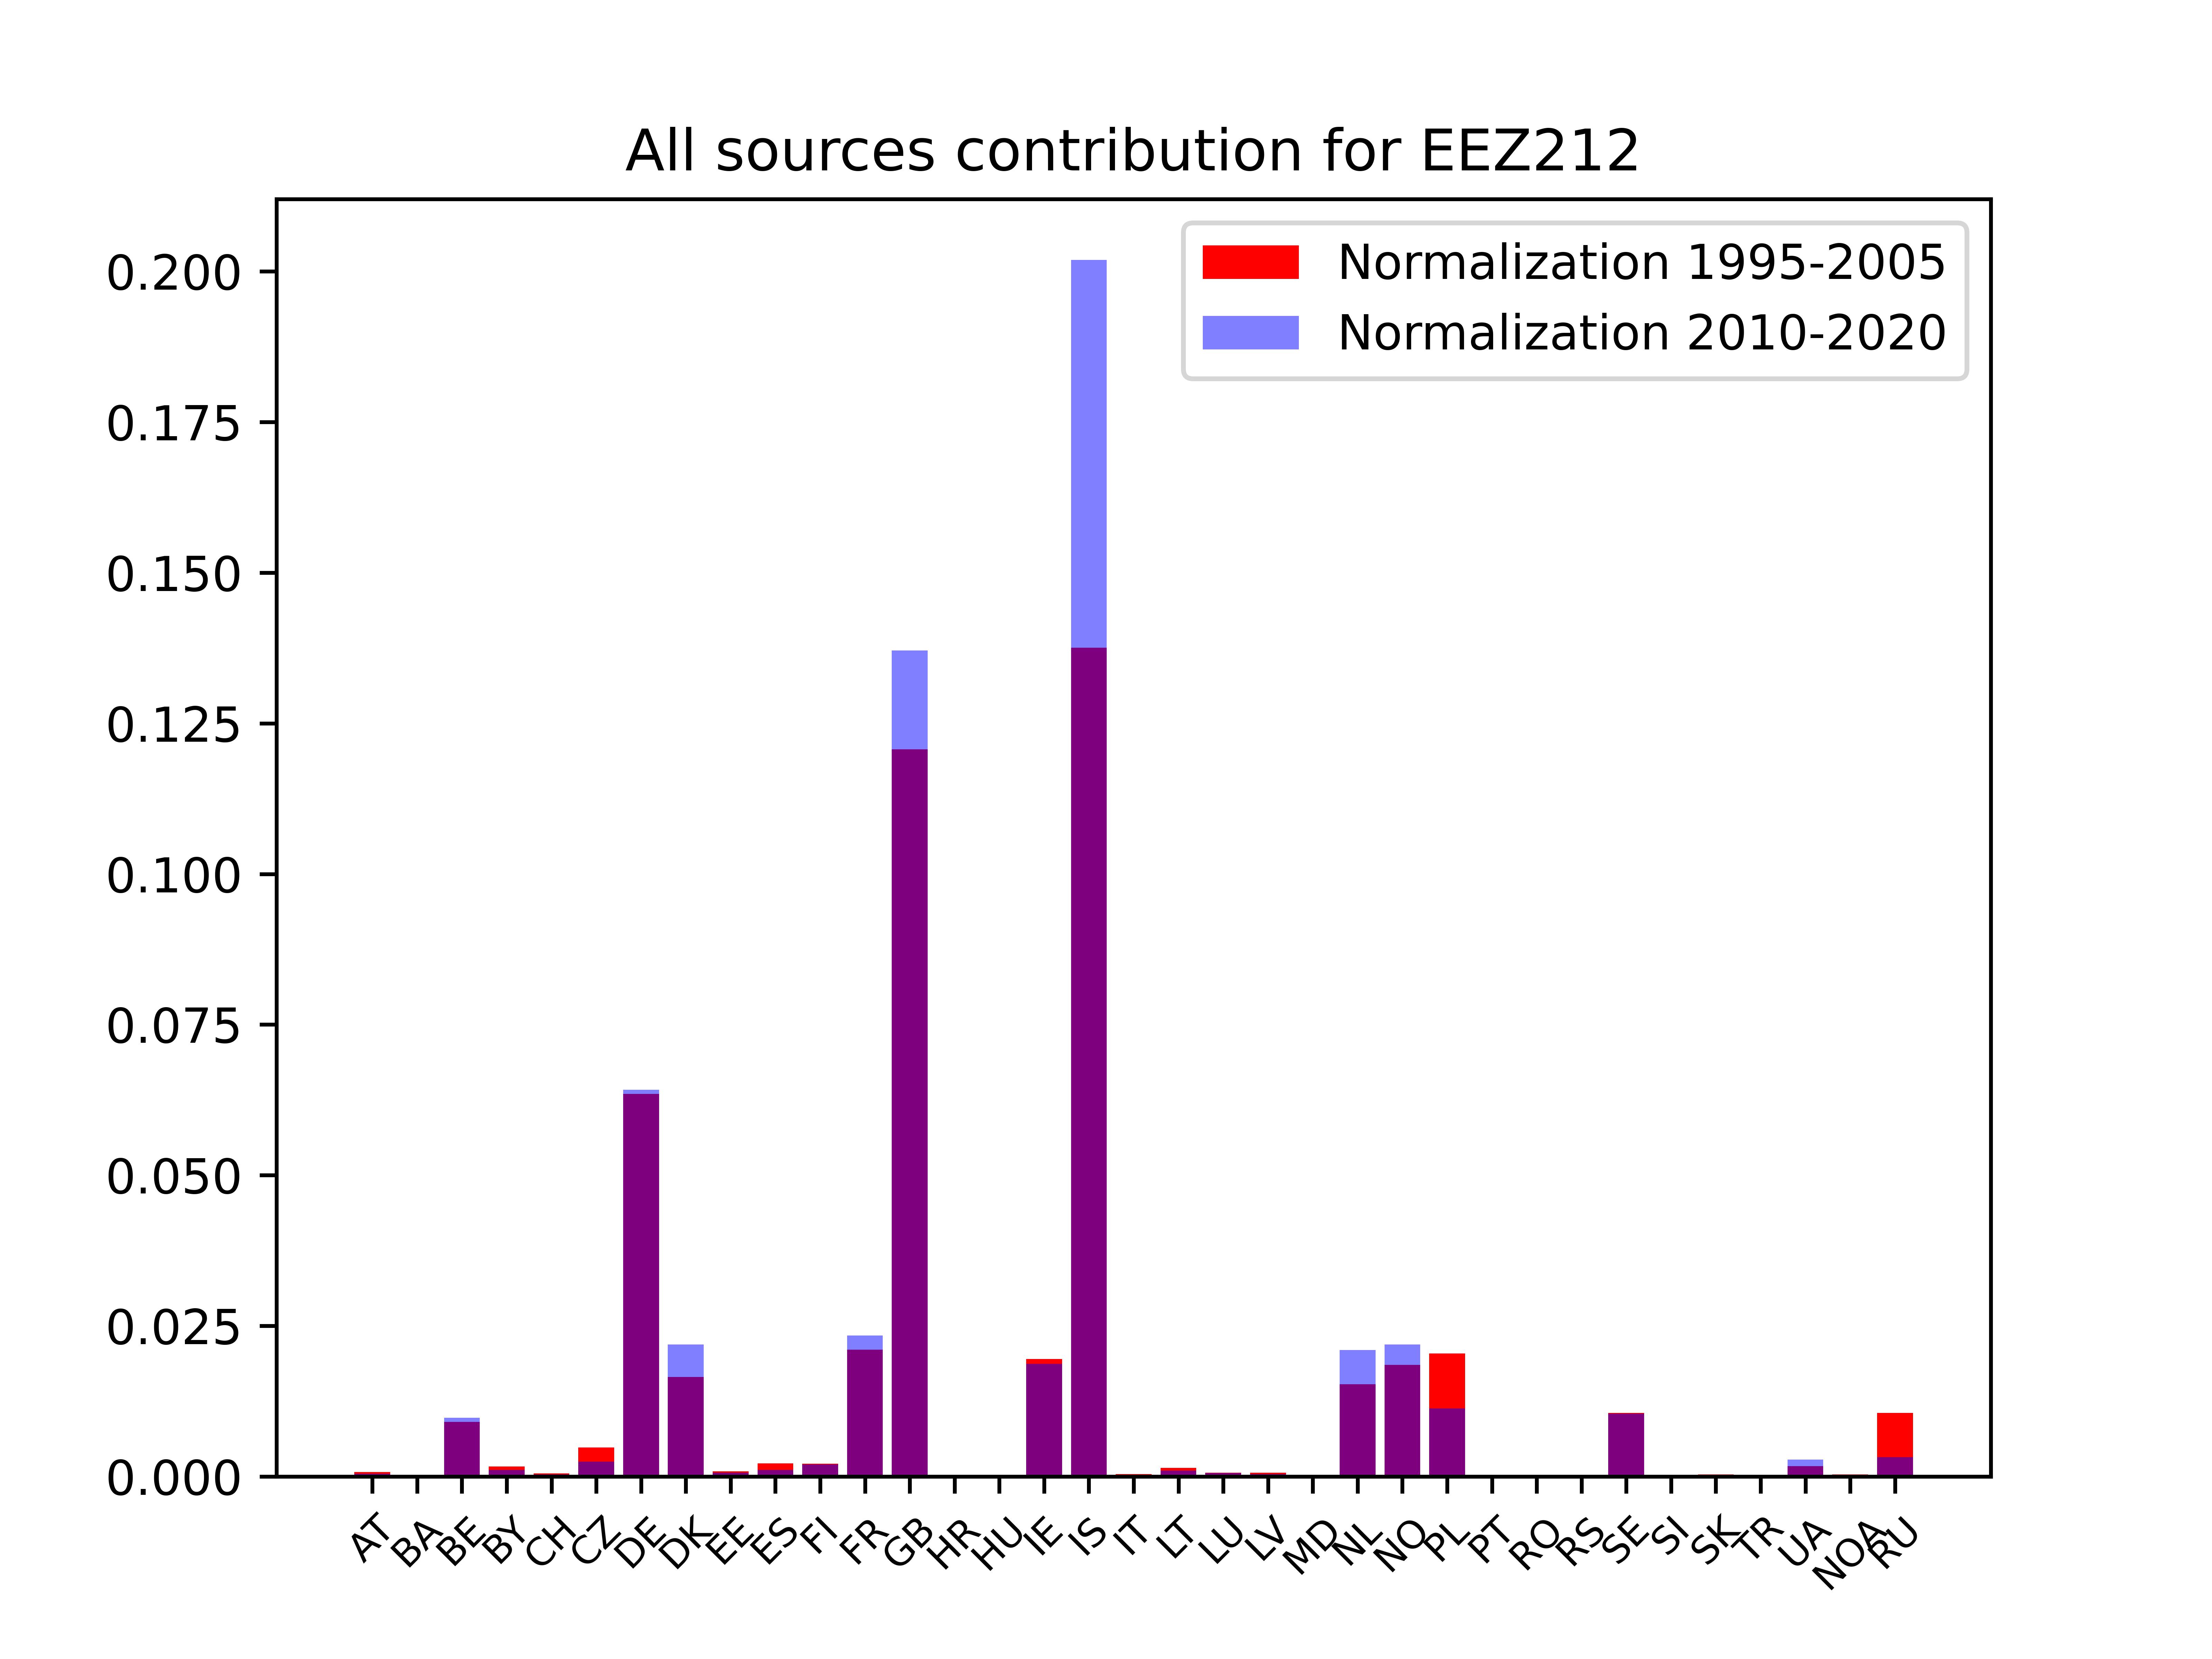 All sources contribution for EEZ212
Normalization 1995-2005
Normalization 2010-2020
0.200
0.175
0.150
0.125
0.100
0.075
0.050
0.025
0.000
AT BA BE BY CH CZ DE DK EE ES FI FR GB HR HU IE IS IT LT LU LV MD NL NO PL PT RO RS SE SI SK TR UA NOA RU